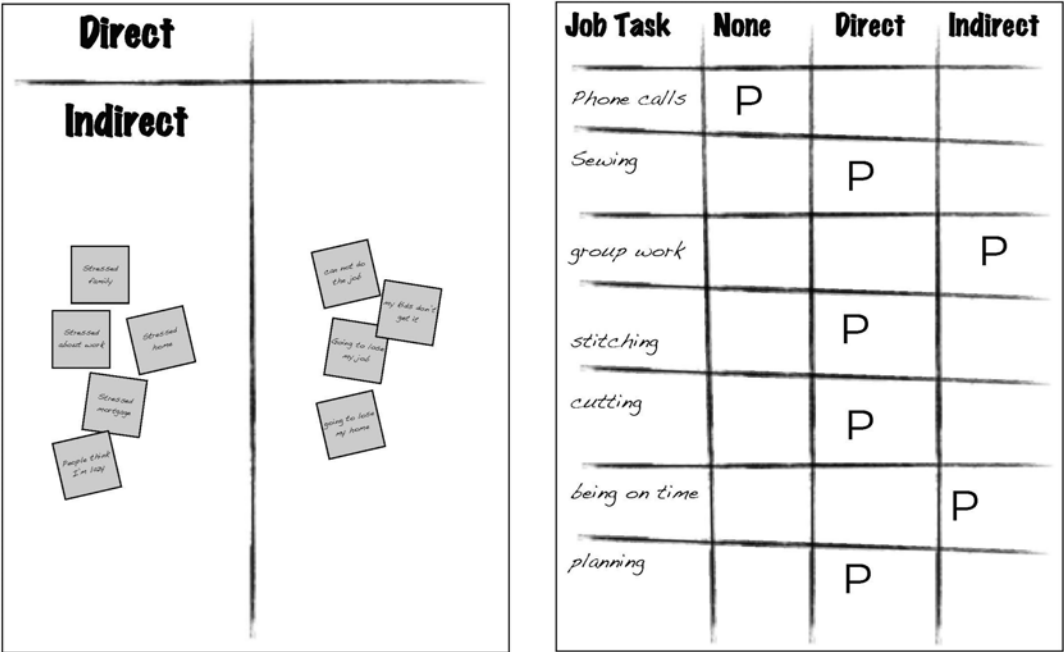 Direct
Indirect
Stressed
family
Stressed
about work
Stressed
home
Stressed
mortgage
People think
I'm lazy
can not do
the job
my kids don't
get it
Going to lose
my job
going to lose
my home
Job Task None Direct Indirect
Phone calls P
Sewing P
group work P
stitching P
cutting P
being on time P
planning P